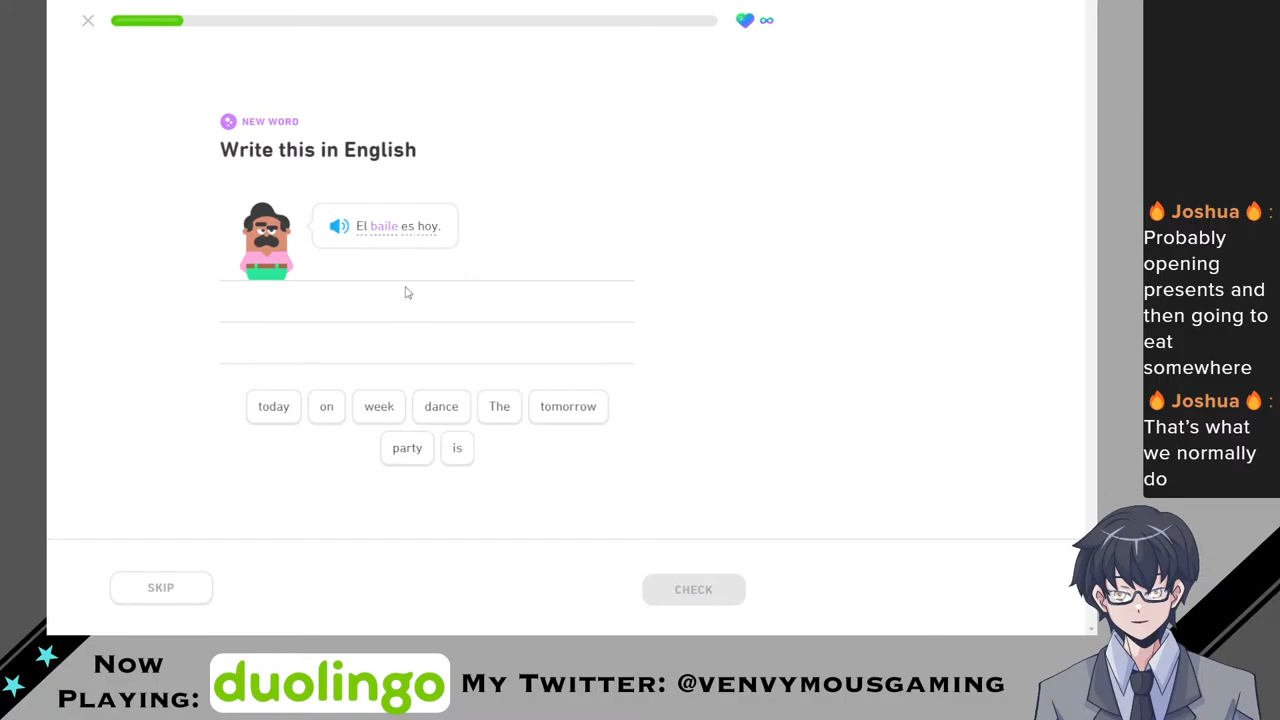 ∞
NEW WORD
Write this in English
El baile es hoy.
today on week dance The tomorrow
party is
SKIP
CHECK
🔥 Joshua 🔥 :
Probably
opening
presents and
then going to
eat
somewhere
🔥 Joshua 🔥 :
That's what
we normally
do
Now
Playing:
duolingo
My Twitter: @venvymousgaming